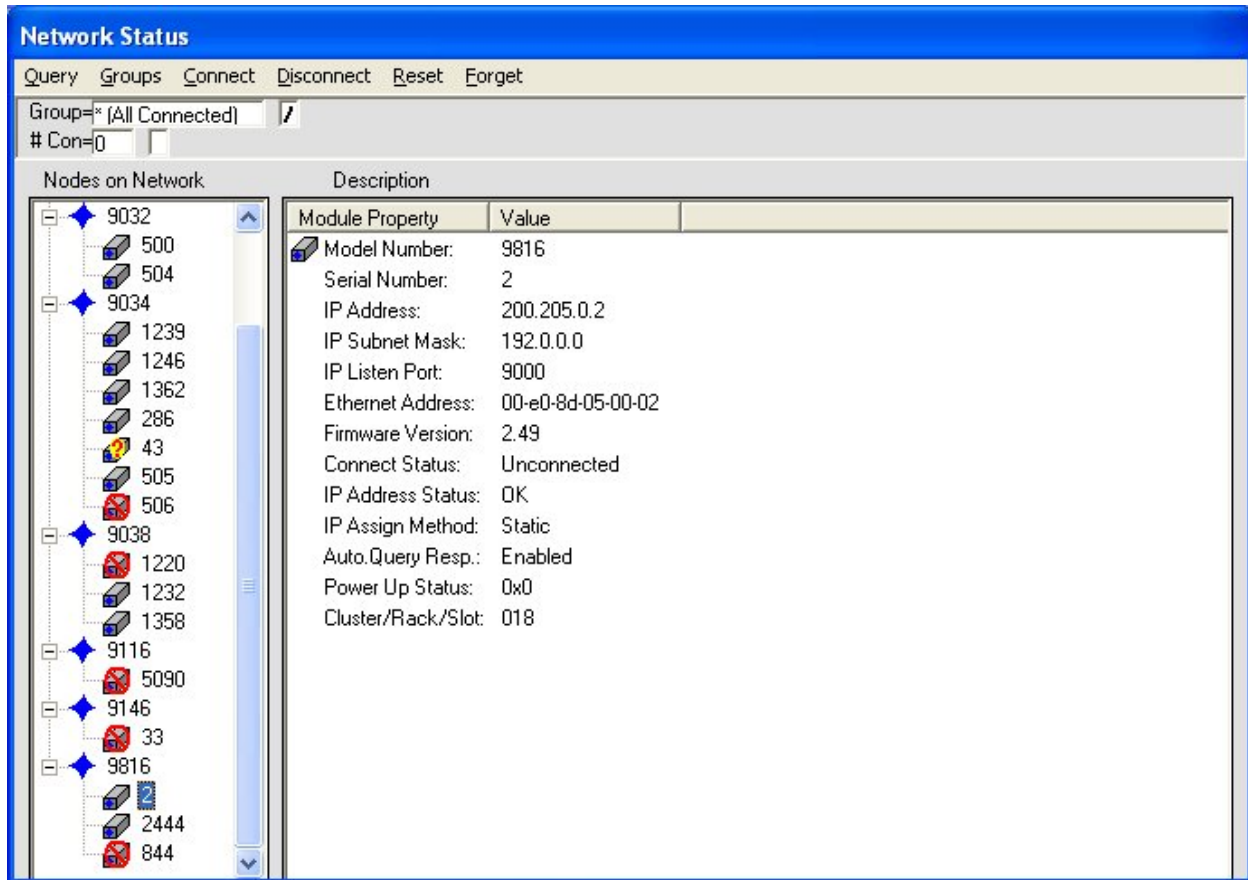 Network Status
Query Groups Connect Disconnect Reset Forget
Group=* (All Connected) /
# Con=0
Nodes on Network
9032
500
504
9034
1239
1246
1362
286
43
505
506
9038
1220
1232
1358
9116
5090
9146
33
9816
2
2444
844
Description
Module Property Value
Model Number: 9816
Serial Number: 2
IP Address: 200.205.0.2
IP Subnet Mask: 192.0.0.0
IP Listen Port: 9000
Ethernet Address: 00-e0-8d-05-00-02
Firmware Version: 2.49
Connect Status: Unconnected
IP Address Status: OK
IP Assign Method: Static
Auto.Query Resp.: Enabled
Power Up Status: 0x0
Cluster/Rack/Slot: 018